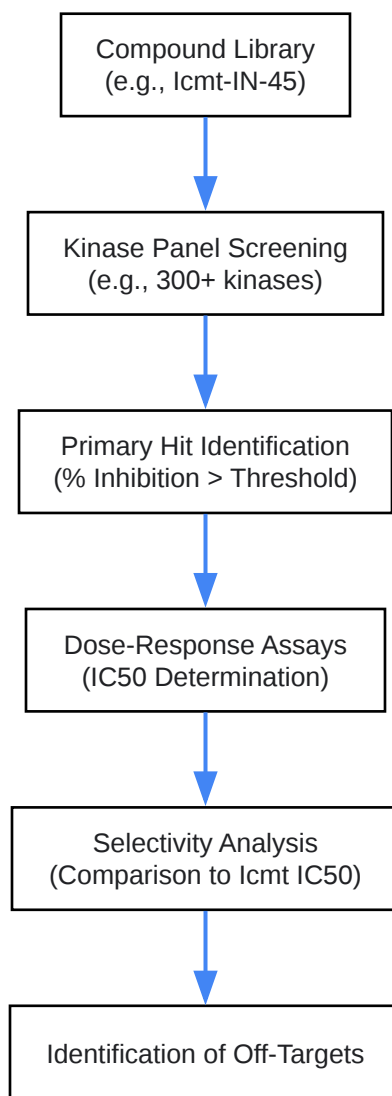 Compound Library
(e.g., Icmt-IN-45)
Kinase Panel Screening
(e.g., 300+ kinases)
Primary Hit Identification
(% Inhibition > Threshold)
Dose-Response Assays
(IC50 Determination)
Selectivity Analysis
(Comparison to Icmt IC50)
Identification of Off-Targets